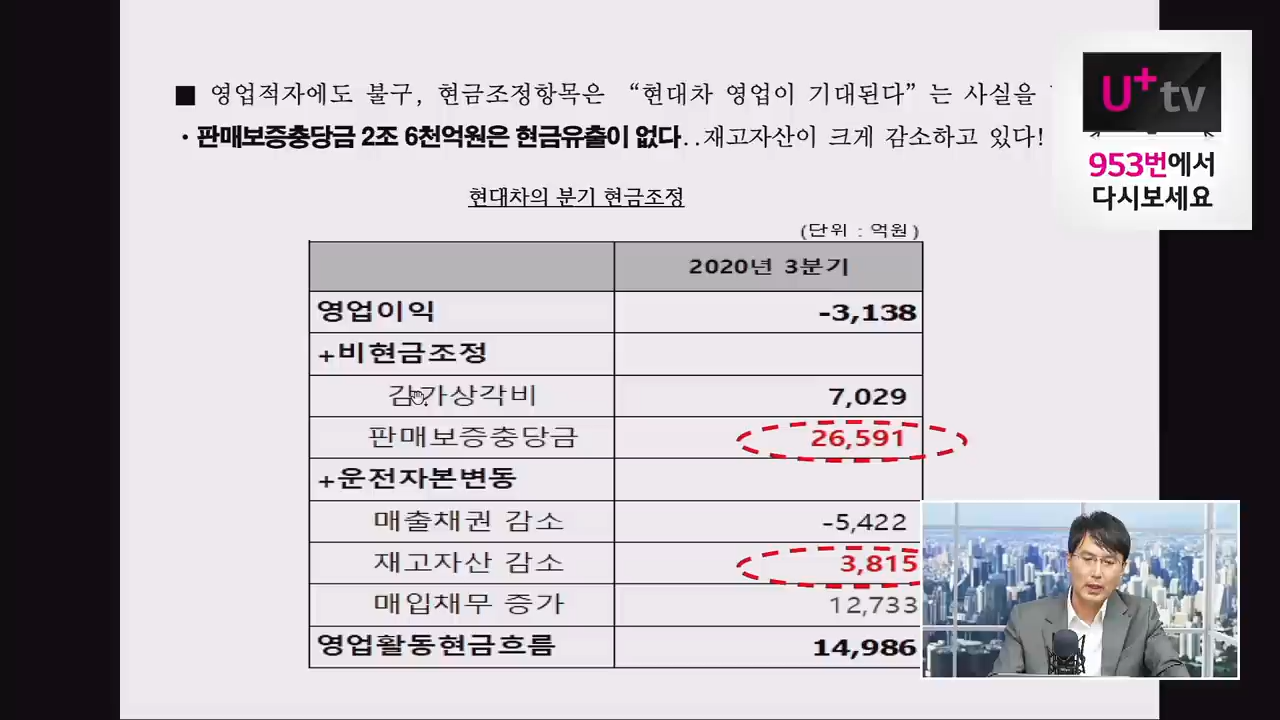 ■ 영업적자에도 불구, 현금조정항목은 “현대차 영업이 기대된다” 는 사실을
· 판매보증충당금 2조 6천억원은 현금유출이 없다..재고자산이 크게 감소하고 있다!
U+ tv
953번에서
다시보세요
현대차의 분기 현금조정
(단위 : 억원)
2020년 3분기
영업이익 -3,138
+비현금조정
감가상각비 7,029
판매보증충당금 26,591
+운전자본변동
매출채권 감소 -5,422
재고자산 감소 3,815
매입채무 증가 12,733
영업활동현금흐름 14,986